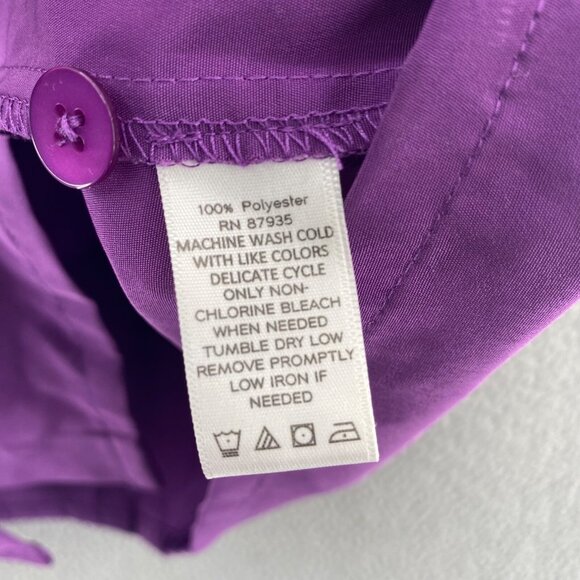 100% Polyester
RN 87935
MACHINE WASH COLD
WITH LIKE COLORS
DELICATE CYCLE
ONLY NON-
CHLORINE BLEACH
WHEN NEEDED
TUMBLE DRY LOW
REMOVE PROMPTLY
LOW IRON IF
NEEDED